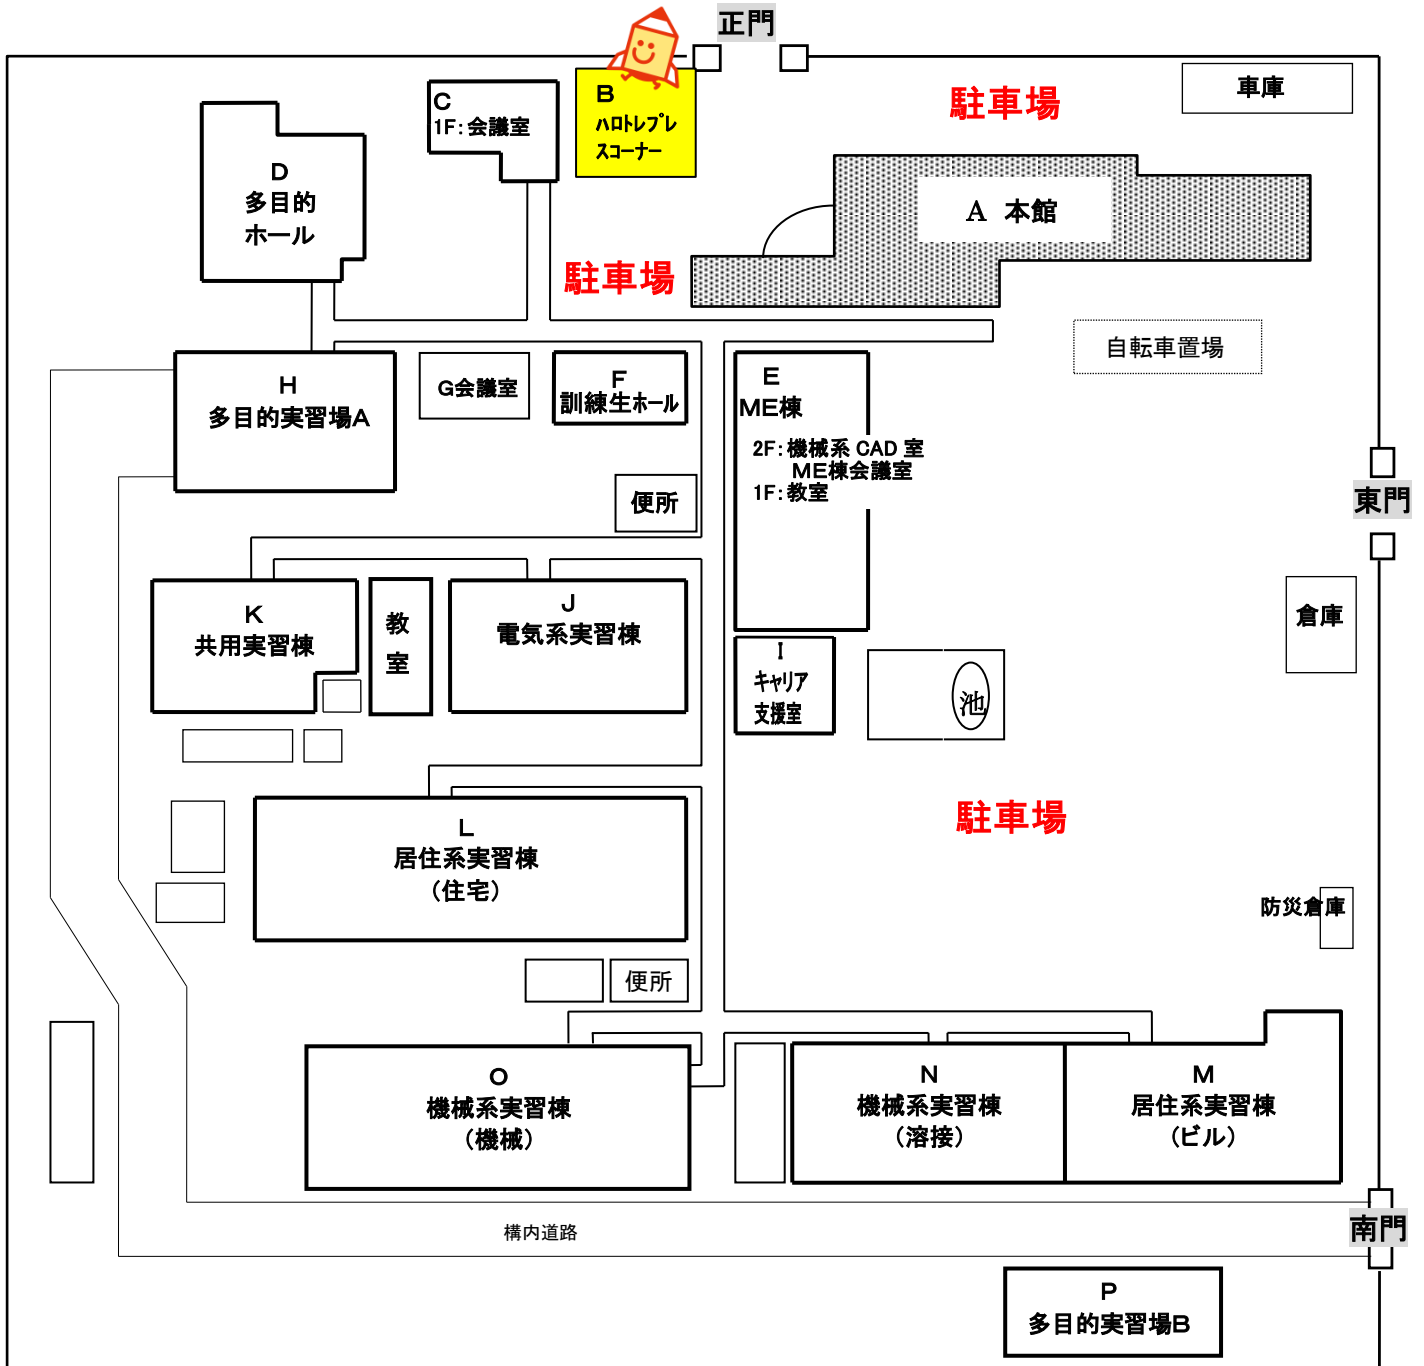 正門
駐車場
車庫
B
ハロトレプレ
スコーナー
C
1F:会議室
D
多目的
ホール
A 本館
駐車場
自転車置場
H
多目的実習場A
G会議室
F
訓練生ホール
E
ME棟
2F:機械系 CAD 室
ME棟会議室
1F:教室
便所
東門
K
共用実習棟
教
室
J
電気系実習棟
I
キャリア
支援室
池
倉庫
駐車場
L
居住系実習棟
(住宅)
防災倉庫
便所
O
機械系実習棟
(機械)
N
機械系実習棟
(溶接)
M
居住系実習棟
(ビル)
構内道路
南門
P
多目的実習場B